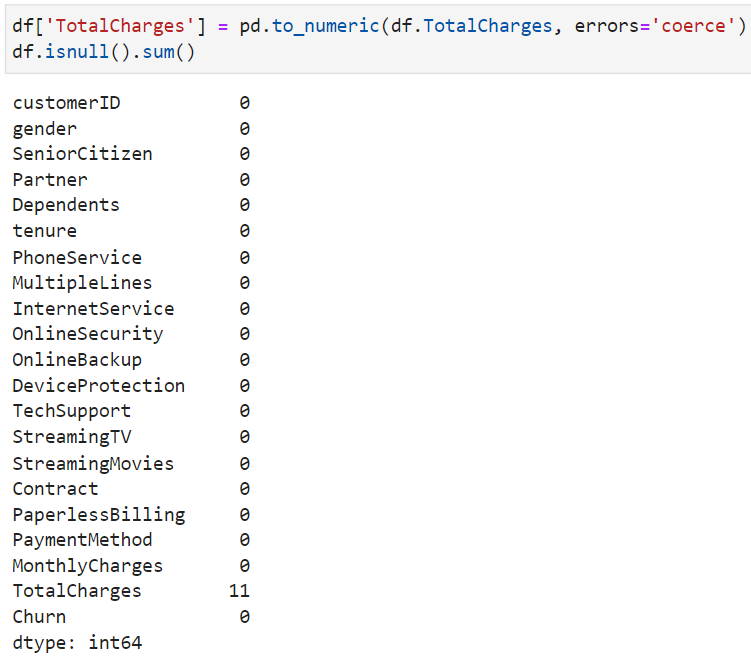 df['TotalCharges'] = pd.to_numeric(df.TotalCharges, errors='coerce')
df.isnull().sum()
customerID 0
gender 0
SeniorCitizen 0
Partner 0
Dependents 0
tenure 0
PhoneService 0
MultipleLines 0
InternetService 0
OnlineSecurity 0
OnlineBackup 0
DeviceProtection 0
TechSupport 0
StreamingTV 0
StreamingMovies 0
Contract 0
PaperlessBilling 0
PaymentMethod 0
MonthlyCharges 0
TotalCharges 11
Churn 0
dtype: int64